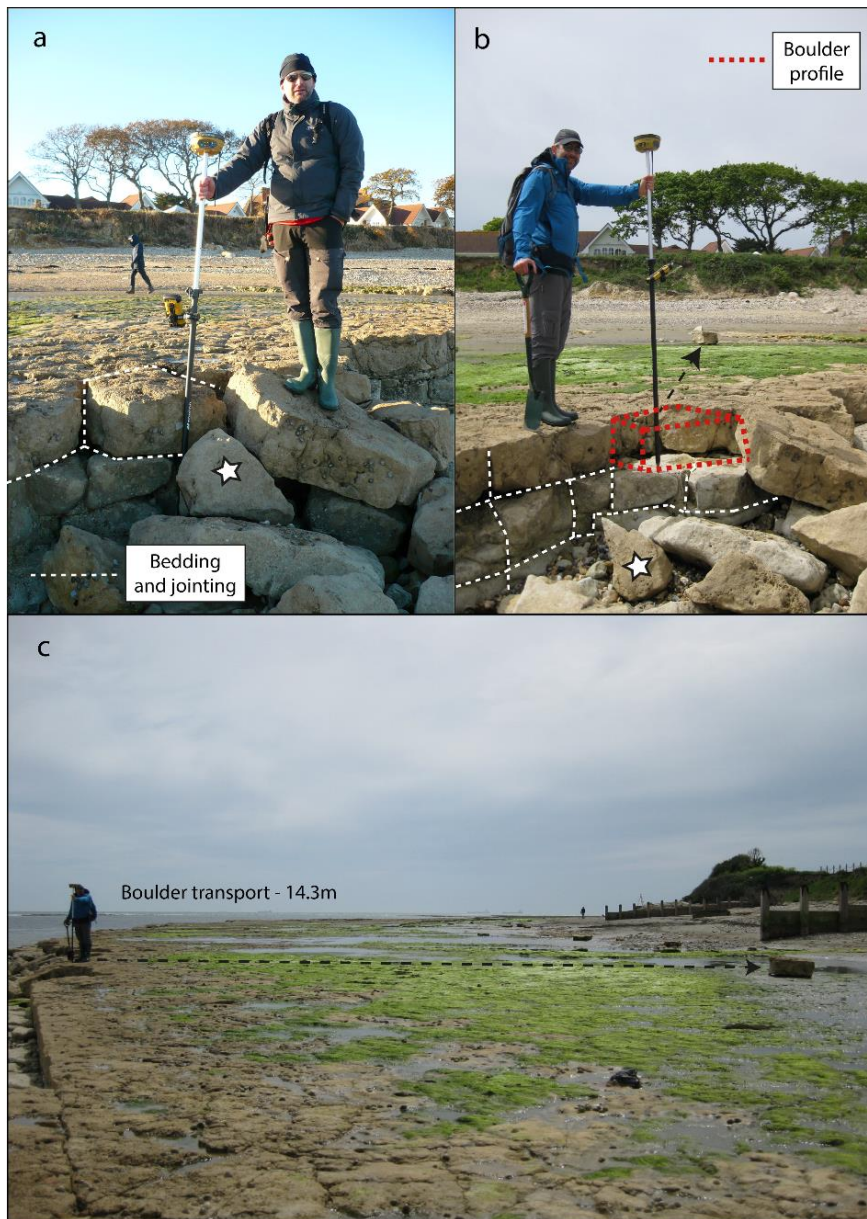 a
Bedding
and jointing
b
Boulder
profile
c
Boulder transport - 14.3m